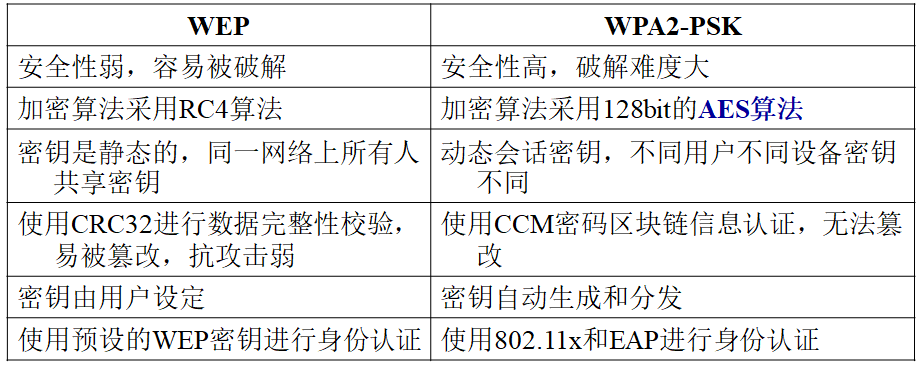 WEP
WPA2-PSK
安全性弱，容易被破解
安全性高，破解难度大
加密算法采用RC4算法
加密算法采用128bit的AES算法
密钥是静态的，同一网络上所有人
共享密钥
动态会话密钥，不同用户不同设备密钥
不同
使用CRC32进行数据完整性校验，
易被篡改，抗攻击弱
使用CCM密码区块链信息认证，无法篡
改
密钥由用户设定
密钥自动生成和分发
使用预设的WEP密钥进行身份认证
使用802.11x和EAP进行身份认证